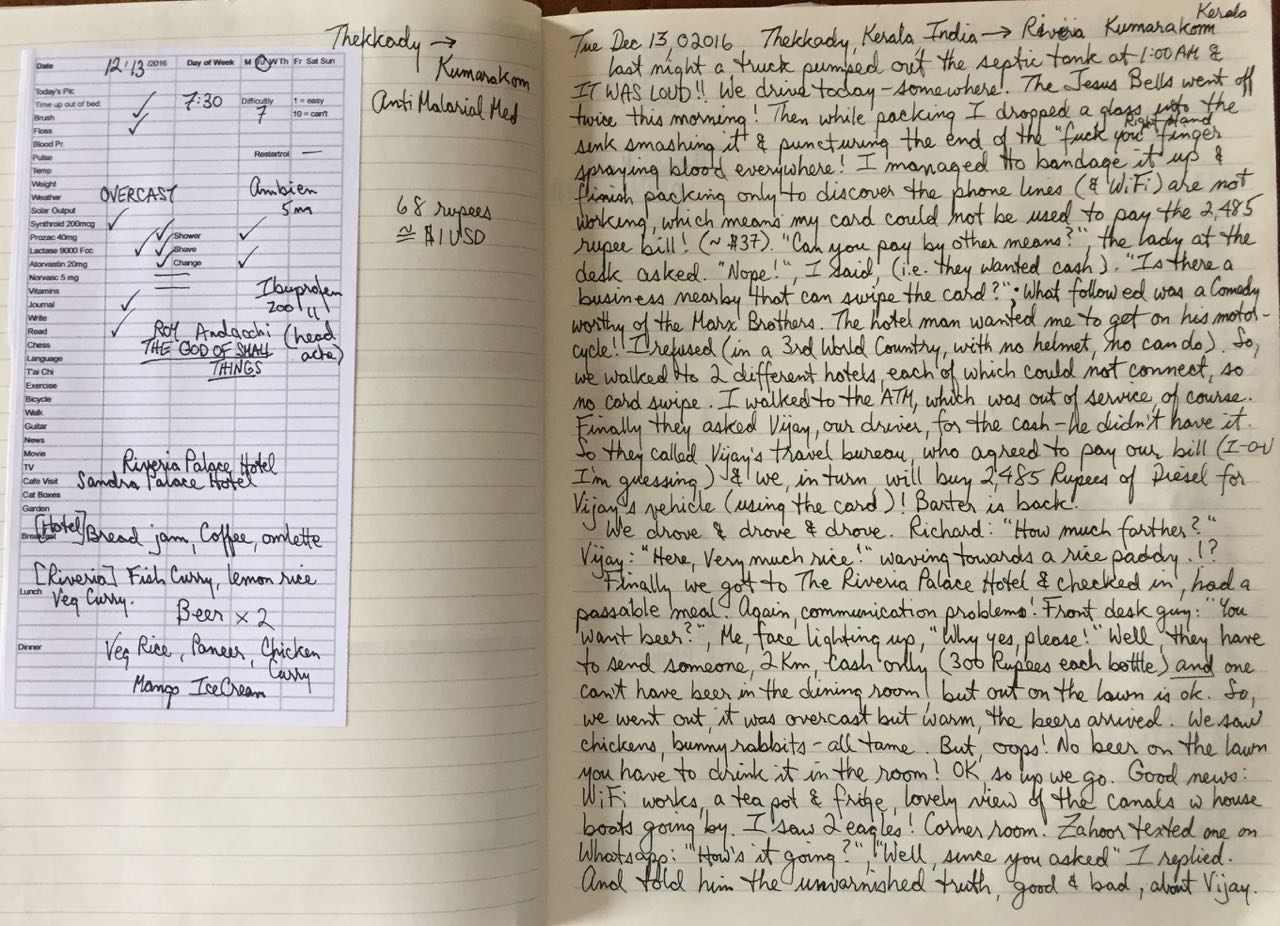 Thekkady →
Kumarakom
Anti Malarial Med
68 rupees
≅ $1 USD
Date 12/13/2016 Day of Week M Tu W Th Fr Sat Sun
Today's Pic
Time up out of bed 7:30 Difficulty 1 = easy
Brush ✓ 7 10 = can't
Floss ✓
Blood Pr.
Pulse Restertrol —
Temp
Weight Ambien
Weather OVERCAST 5 mg
Solar Output
Synthroid 200mcg ✓
Prozac 40mg ✓ ✓ Shower ✓
Lactase 9000 Fcc ✓ ✓ Shave
Atorvastin 20mg ✓ Change ✓
Norvasc 5 mg
Vitamins Ibuprofen
Journal ✓ 200 "
Write
Read ✓ ROY (head
Chess THE GOD OF SMALL ache)
Language THINGS
T'ai Chi
Exercise
Bicycle
Walk
Guitar
News
Movie
TV Riveria Palace Hotel
Cafe Visit Sandra Palace Hotel
Cat Boxes
Garden
Breakfast [Hotel] Bread jam, Coffee, omlette
[Riveria] Fish Curry, lemon rice
Lunch Veg Curry.
Beer × 2
Dinner Veg Rice, Paneer, Chicken
Curry
Mango IceCream
Kerala
Tue Dec 13, 02016 Thekkady, Kerala India → Riveria Kumarakom
last night a truck pumped out the septic tank at 1:00 AM &
IT WAS LOUD!! We drive today – somewhere. The Jesus Bells went off
twice this morning! Then while packing I dropped a glass into the
sink smashing it & puncturing the end of the "fuck you" finger
Right Hand
spraying blood everywhere! I managed to bandage it up &
finish packing only to discover the phone lines (& WiFi) are not
working, which means my card could not be used to pay the 2,485
rupee bill! (~ $37). "Can you pay by other means?", the lady at the
desk asked. "Nope!", I said, (i.e. they wanted cash). "Is there a
business nearby that can swipe the card?". What followed was a Comedy
worthy of the Marx Brothers. The hotel man wanted me to get on his motor-
cycle! I refused (in a 3rd World Country, with no helmet, no can do). So,
we walked to 2 different hotels, each of which could not connect, so
no card swipe. I walked to the ATM, which was out of service of course.
Finally they asked Vijay, our driver, for the cash – he didn't have it.
So they called Vijay's travel bureau, who agreed to pay our bill (I-OU
I'm guessing) & we, in turn will buy 2,485 Rupees of Diesel for
Vijay's vehicle (using the card)! Barter is back.
We drove & drove & drove. Richard: "How much farther?"
Vijay: "Here, Very much rice!" waving towards a rice paddy. !?
Finally we got to The Riveria Palace Hotel & checked in, had a
passable meal. Again, communication problems! Front desk guy: "You
want beer?", Me, face lighting up, "Why yes, please!" Well they have
to send someone, 2 Km, Cash only (300 Rupees each bottle) and one
can't have beer in the dining room! but out on the lawn is ok. So,
we went out, it was overcast but warm, the beers arrived. We saw
chickens, bunny rabbits – all tame. But, oops! No beer on the lawn
you have to drink it in the room! OK, so up we go. Good news:
WiFi works, a tea pot & fridge, lovely view of the canals w house
boats going by. I saw 2 eagles! Corner room. Zahoor texted one on
Whatsapp: "How's it going?", "Well, since you asked" I replied.
And told him the unvarnished truth, good & bad, about Vijay.